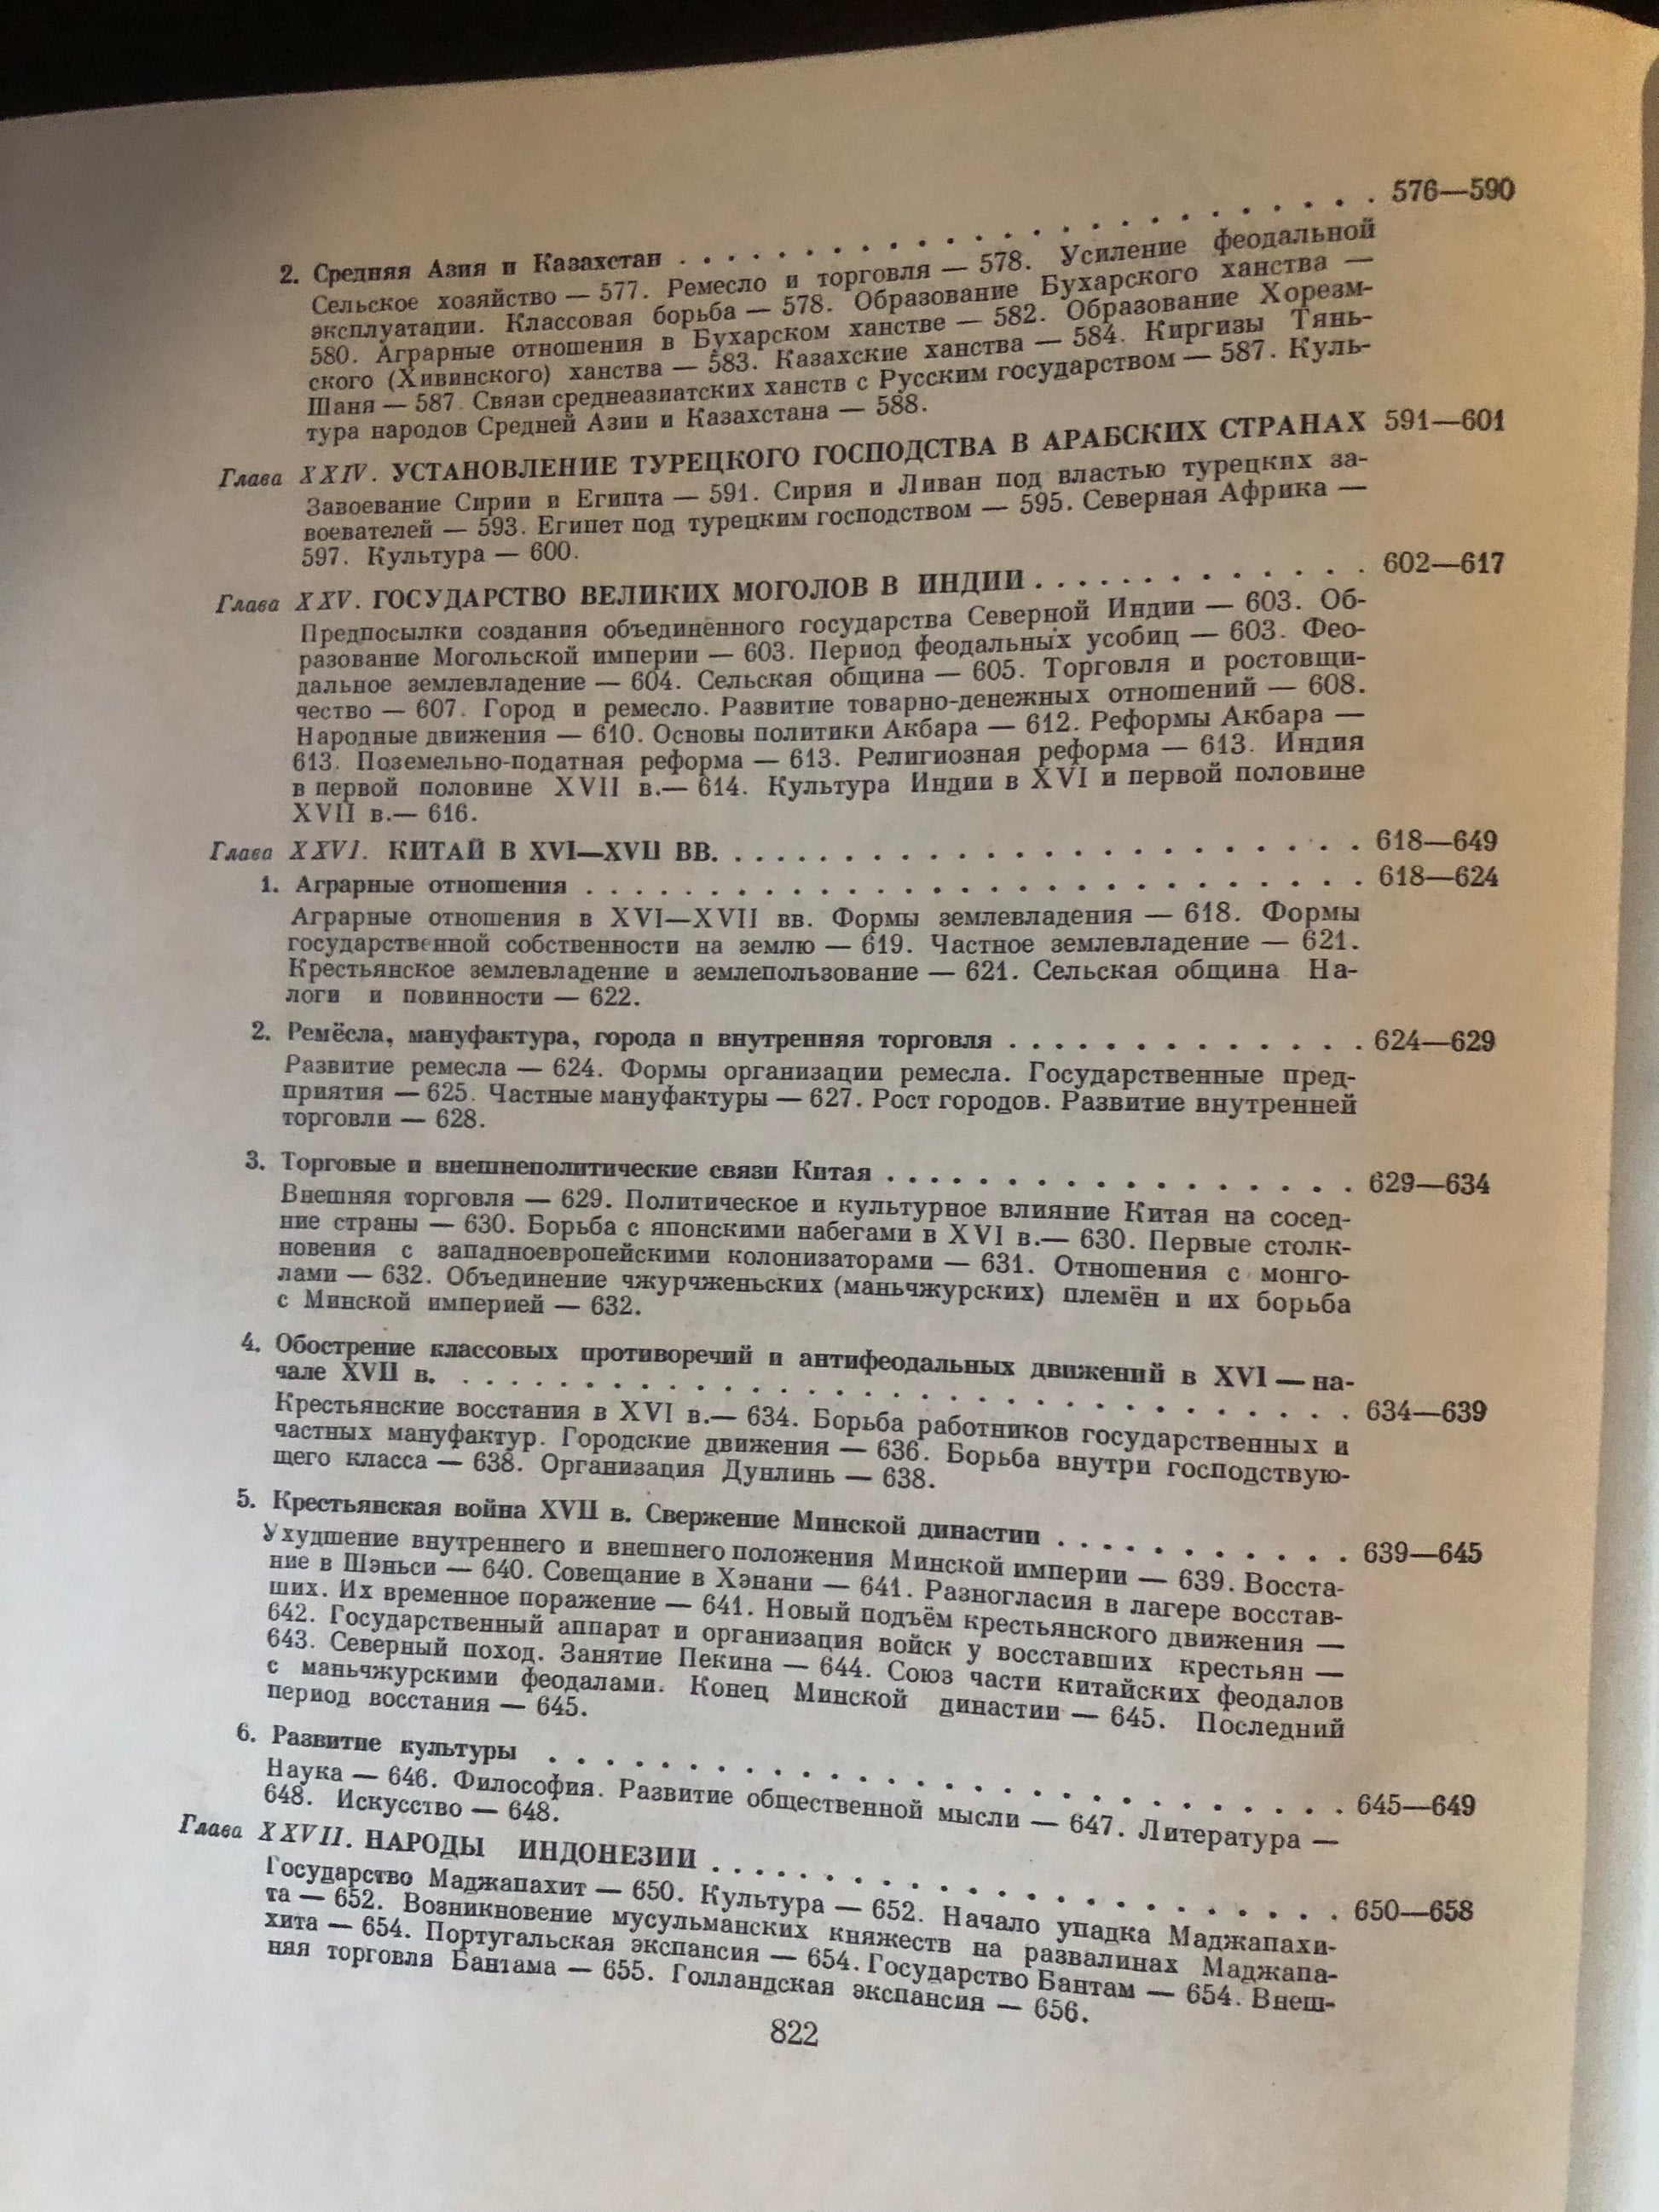 2. Средняя Азия и Казахстан . . . . . . . . . . . . . . . . . . . . . . . . . 576—590
Сельское хозяйство — 577. Ремесло и торговля — 578. Усиление феодальной
эксплуатации. Классовая борьба — 578. Образование Бухарского ханства —
580. Аграрные отношения в Бухарском ханстве — 582. Образование Хорезм-
ского (Хивинского) ханства — 583. Казахские ханства — 584. Киргизы Тянь-
Шаня — 587. Связи среднеазиатских ханств с Русским государством — 587. Куль-
тура народов Средней Азии и Казахстана — 588.
Глава XXIV. УСТАНОВЛЕНИЕ ТУРЕЦКОГО ГОСПОДСТВА В АРАБСКИХ СТРАНАХ 591—601
Завоевание Сирии и Египта — 591. Сирия и Ливан под властью турецких за-
воевателей — 593. Египет под турецким господством — 595. Северная Африка —
597. Культура — 600.
Глава XXV. ГОСУДАРСТВО ВЕЛИКИХ МОГОЛОВ В ИНДИИ . . . . . . . . . . . . . 602—617
Предпосылки создания объединённого государства Северной Индии — 603. Об-
разование Могольской империи — 603. Период феодальных усобиц — 603. Фео-
дальное землевладение — 604. Сельская община — 605. Торговля и ростовщи-
чество — 607. Город и ремесло. Развитие товарно-денежных отношений — 608.
Народные движения — 610. Основы политики Акбара — 612. Реформы Акбара —
613. Поземельно-податная реформа — 613. Религиозная реформа — 613. Индия
в первой половине XVII в.— 614. Культура Индии в XVI и первой половине
XVII в.— 616.
Глава XXVI. КИТАЙ В XVI—XVII ВВ. . . . . . . . . . . . . . . . . . . . . . . . . 618—649
1. Аграрные отношения . . . . . . . . . . . . . . . . . . . . . . . . . . . . . 618—624
Аграрные отношения в XVI—XVII вв. Формы землевладения — 618. Формы
государственной собственности на землю — 619. Частное землевладение — 621.
Крестьянское землевладение и землепользование — 621. Сельская община На-
логи и повинности — 622.
2. Ремёсла, мануфактура, города и внутренняя торговля . . . . . . . . . . . . . . 624—629
Развитие ремесла — 624. Формы организации ремесла. Государственные пред-
приятия — 625. Частные мануфактуры — 627. Рост городов. Развитие внутренней
торговли — 628.
3. Торговые и внешнеполитические связи Китая . . . . . . . . . . . . . . . . . . 629—634
Внешняя торговля — 629. Политическое и культурное влияние Китая на сосед-
ние страны — 630. Борьба с японскими набегами в XVI в.— 630. Первые столк-
новения с западноевропейскими колонизаторами — 631. Отношения с монго-
лами — 632. Объединение чжурчженьских (маньчжурских) племён и их борьба
с Минской империей — 632.
4. Обострение классовых противоречий и антифеодальных движений в XVI — на-
чале XVII в. . . . . . . . . . . . . . . . . . . . . . . . . . . . . . . . . . 634—639
Крестьянские восстания в XVI в.— 634. Борьба работников государственных и
частных мануфактур. Городские движения — 636. Борьба внутри господствую-
щего класса — 638. Организация Дунлинь — 638.
5. Крестьянская война XVII в. Свержение Минской династии . . . . . . . . . . . 639—645
Ухудшение внутреннего и внешнего положения Минской империи — 639. Восста-
ние в Шэньси — 640. Совещание в Хэнани — 641. Разногласия в лагере восстав-
ших. Их временное поражение — 641. Новый подъём крестьянского движения —
642. Государственный аппарат и организация войск у восставших крестьян —
643. Северный поход. Занятие Пекина — 644. Союз части китайских феодалов
с маньчжурскими феодалами. Конец Минской династии — 645. Последний
период восстания — 645.
6. Развитие культуры . . . . . . . . . . . . . . . . . . . . . . . . . . . . 645—649
Наука — 646. Философия. Развитие общественной мысли — 647. Литература —
648. Искусство — 648.
Глава XXVII. НАРОДЫ ИНДОНЕЗИИ . . . . . . . . . . . . . . . . . . . . . . . 650—658
Государство Маджапахит — 650. Культура — 652. Начало упадка Маджапахи-
та — 652. Возникновение мусульманских княжеств на развалинах Маджапа-
хита — 654. Португальская экспансия — 654. Государство Бантам — 654. Внеш-
няя торговля Бантама — 655. Голландская экспансия — 656.
822